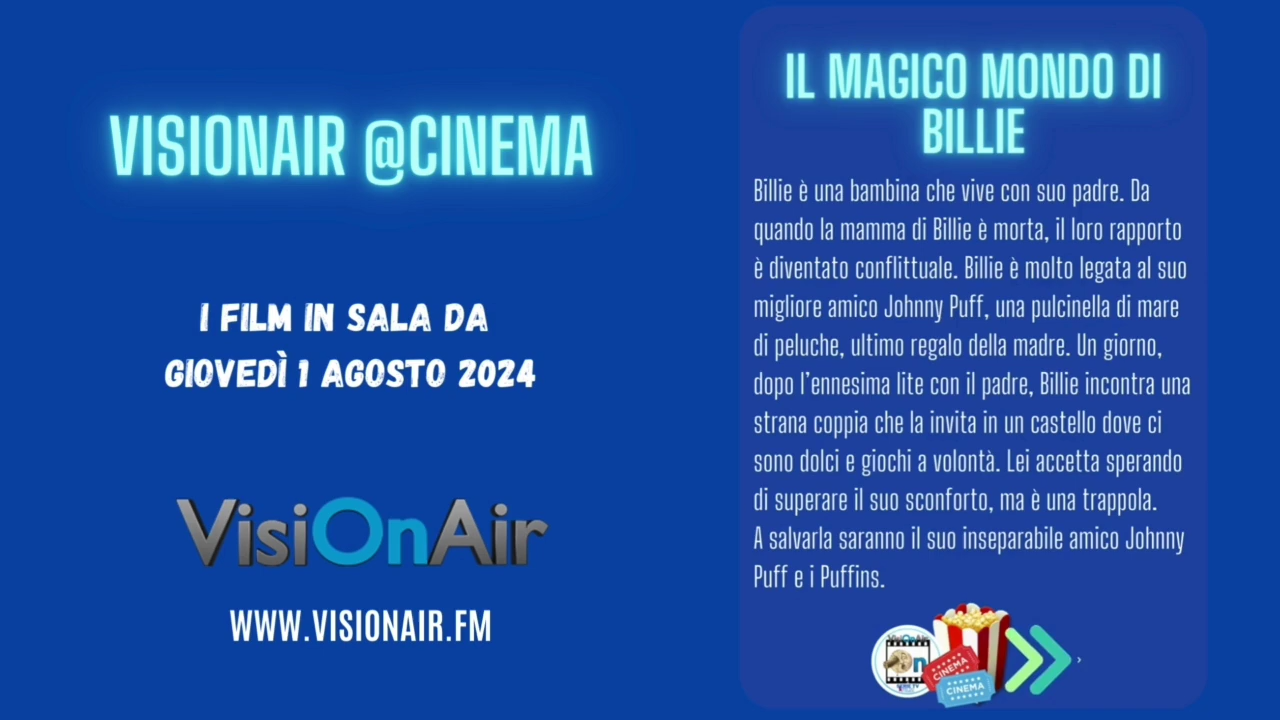 VISIONAIR @CINEMA
I FILM IN SALA DA
GIOVEDÌ 1 AGOSTO 2024
VisiOnAir
WWW.VISIONAIR.FM
IL MAGICO MONDO DI
BILLIE
Billie è una bambina che vive con suo padre. Da
quando la mamma di Billie è morta, il loro rapporto
è diventato conflittuale. Billie è molto legata al suo
migliore amico Johnny Puff, una pulcinella di mare
di peluche, ultimo regalo della madre. Un giorno,
dopo l'ennesima lite con il padre, Billie incontra una
strana coppia che la invita in un castello dove ci
sono dolci e giochi a volontà. Lei accetta sperando
di superare il suo sconforto, ma è una trappola.
A salvarla saranno il suo inseparabile amico Johnny
Puff e i Puffins.
VisiOnAir
On
CINEMA
CINEMA